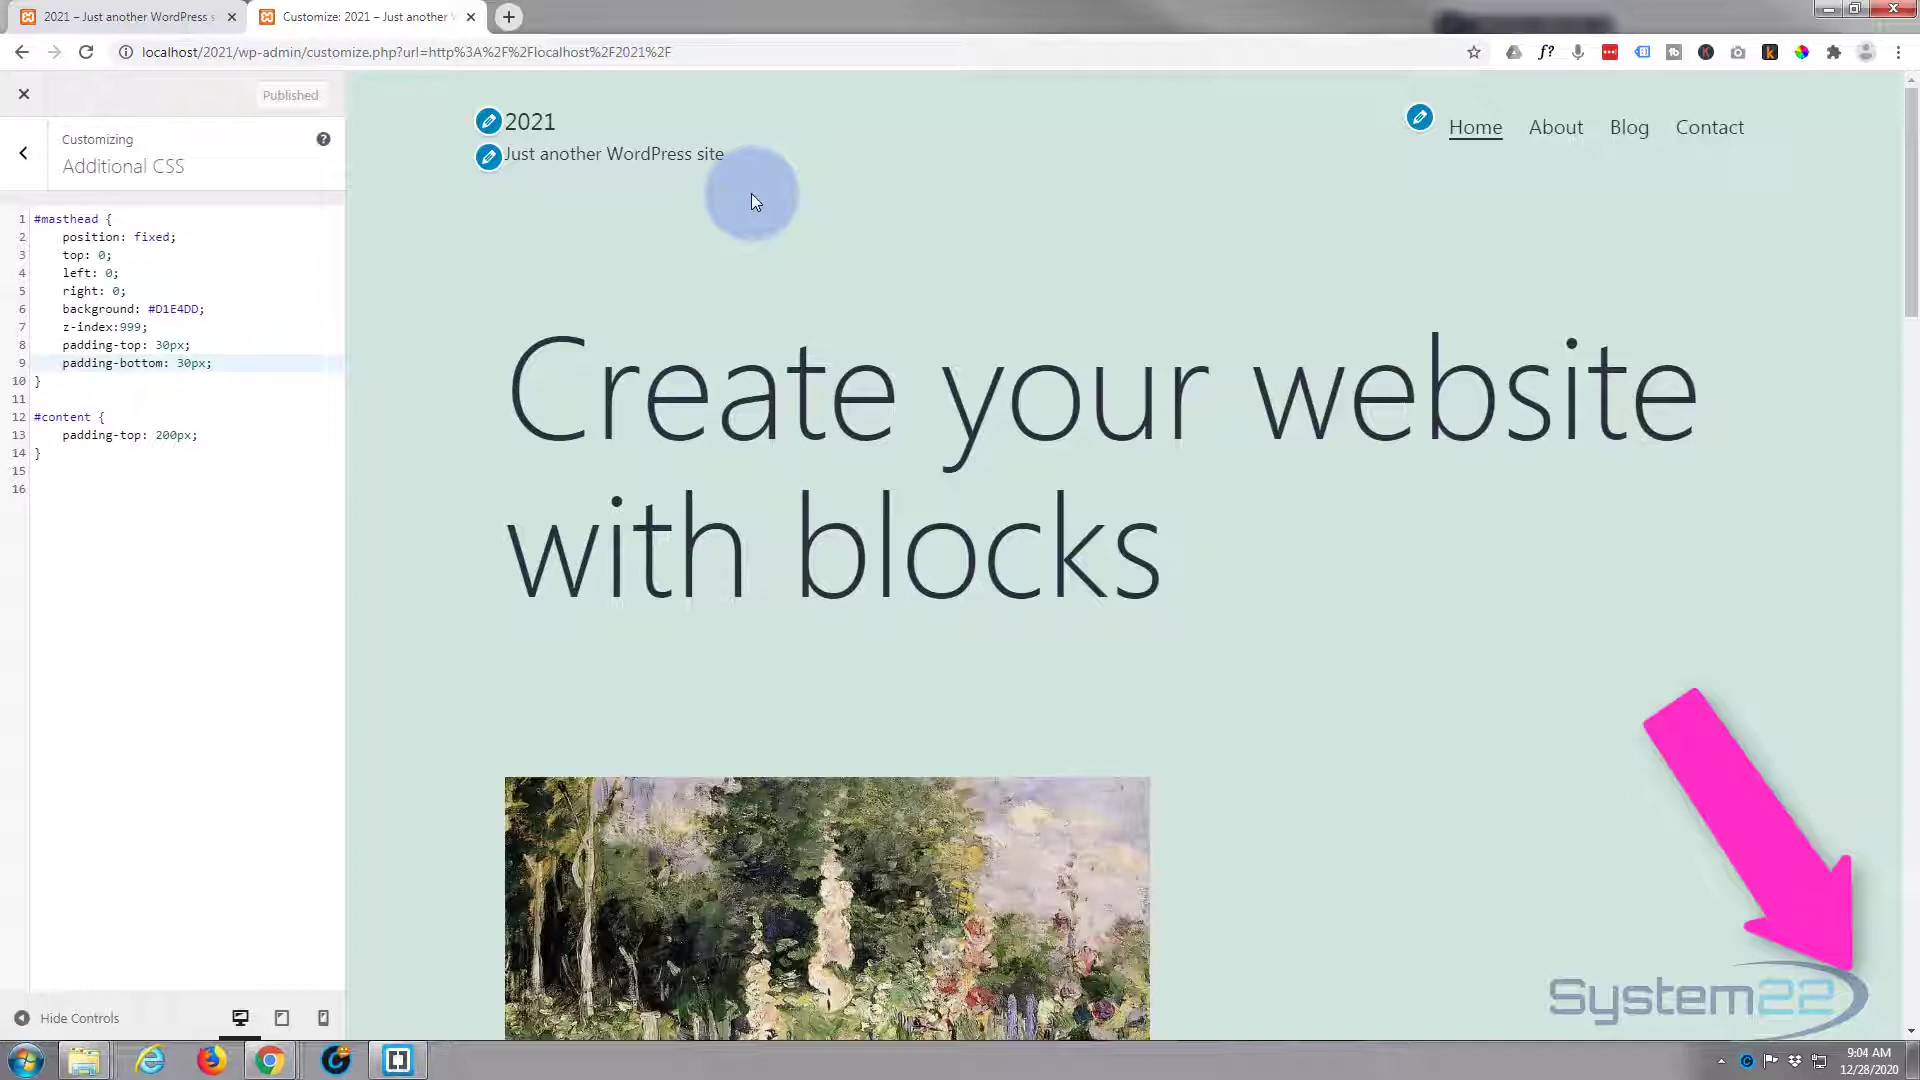 2021 – Just another WordPress s
Customize: 2021 – Just another W
localhost/2021/wp-admin/customize.php?url=http%3A%2F%2Flocalhost%2F2021%2F
f?
Published
Customizing
Additional CSS
1 #masthead {
2 position: fixed;
3 top: 0;
4 left: 0;
5 right: 0;
6 background: #D1E4DD;
7 z-index:999;
8 padding-top: 30px;
9 padding-bottom: 30px;
10 }
11
12 #content {
13 padding-top: 200px;
14 }
15
16
Hide Controls
2021
Just another WordPress site
Home About Blog Contact
Create your website
with blocks
System22
9:04 AM
12/28/2020